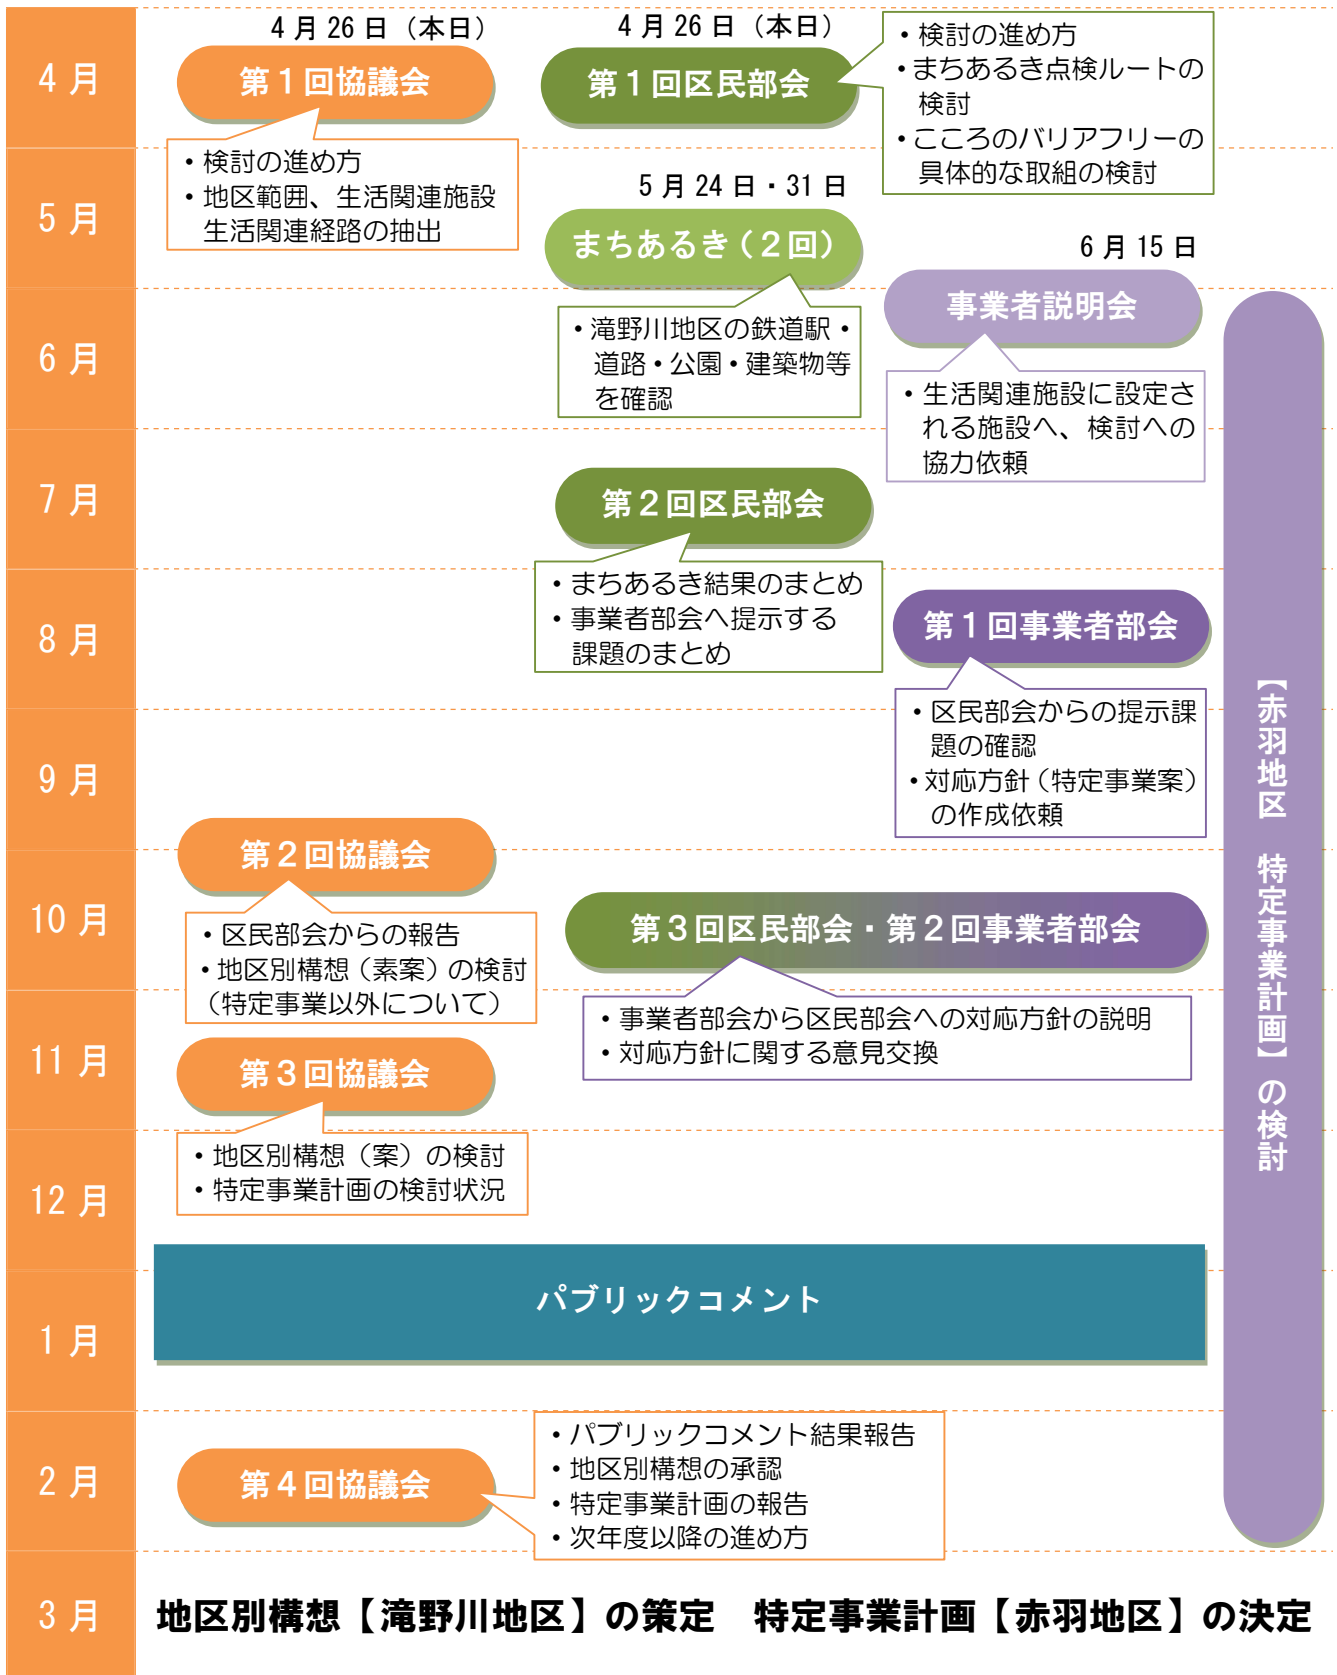 4月
4月26日（本日）
第1回協議会
・検討の進め方
・地区範囲、生活関連施設
生活関連経路の抽出
4月26日（本日）
第1回区民部会
・検討の進め方
・まちあるき点検ルートの
検討
・こころのバリアフリーの
具体的な取組の検討
5月
5月24日・31日
まちあるき（2回）
・滝野川地区の鉄道駅・
道路・公園・建築物等
を確認
6月15日
事業者説明会
・生活関連施設に設定さ
れる施設へ、検討への
協力依頼
6月
7月
第2回区民部会
・まちあるき結果のまとめ
・事業者部会へ提示する
課題のまとめ
8月
第1回事業者部会
・区民部会からの提示課
題の確認
・対応方針（特定事業案）
の作成依頼
9月
第2回協議会
・区民部会からの報告
・地区別構想（素案）の検討
（特定事業以外について）
10月
第3回区民部会・第2回事業者部会
・事業者部会から区民部会への対応方針の説明
・対応方針に関する意見交換
11月
第3回協議会
・地区別構想（案）の検討
・特定事業計画の検討状況
12月
パブリックコメント
1月
2月
第4回協議会
・パブリックコメント結果報告
・地区別構想の承認
・特定事業計画の報告
・次年度以降の進め方
【赤羽地区　特定事業計画】の検討
3月
地区別構想【滝野川地区】の策定　特定事業計画【赤羽地区】の決定